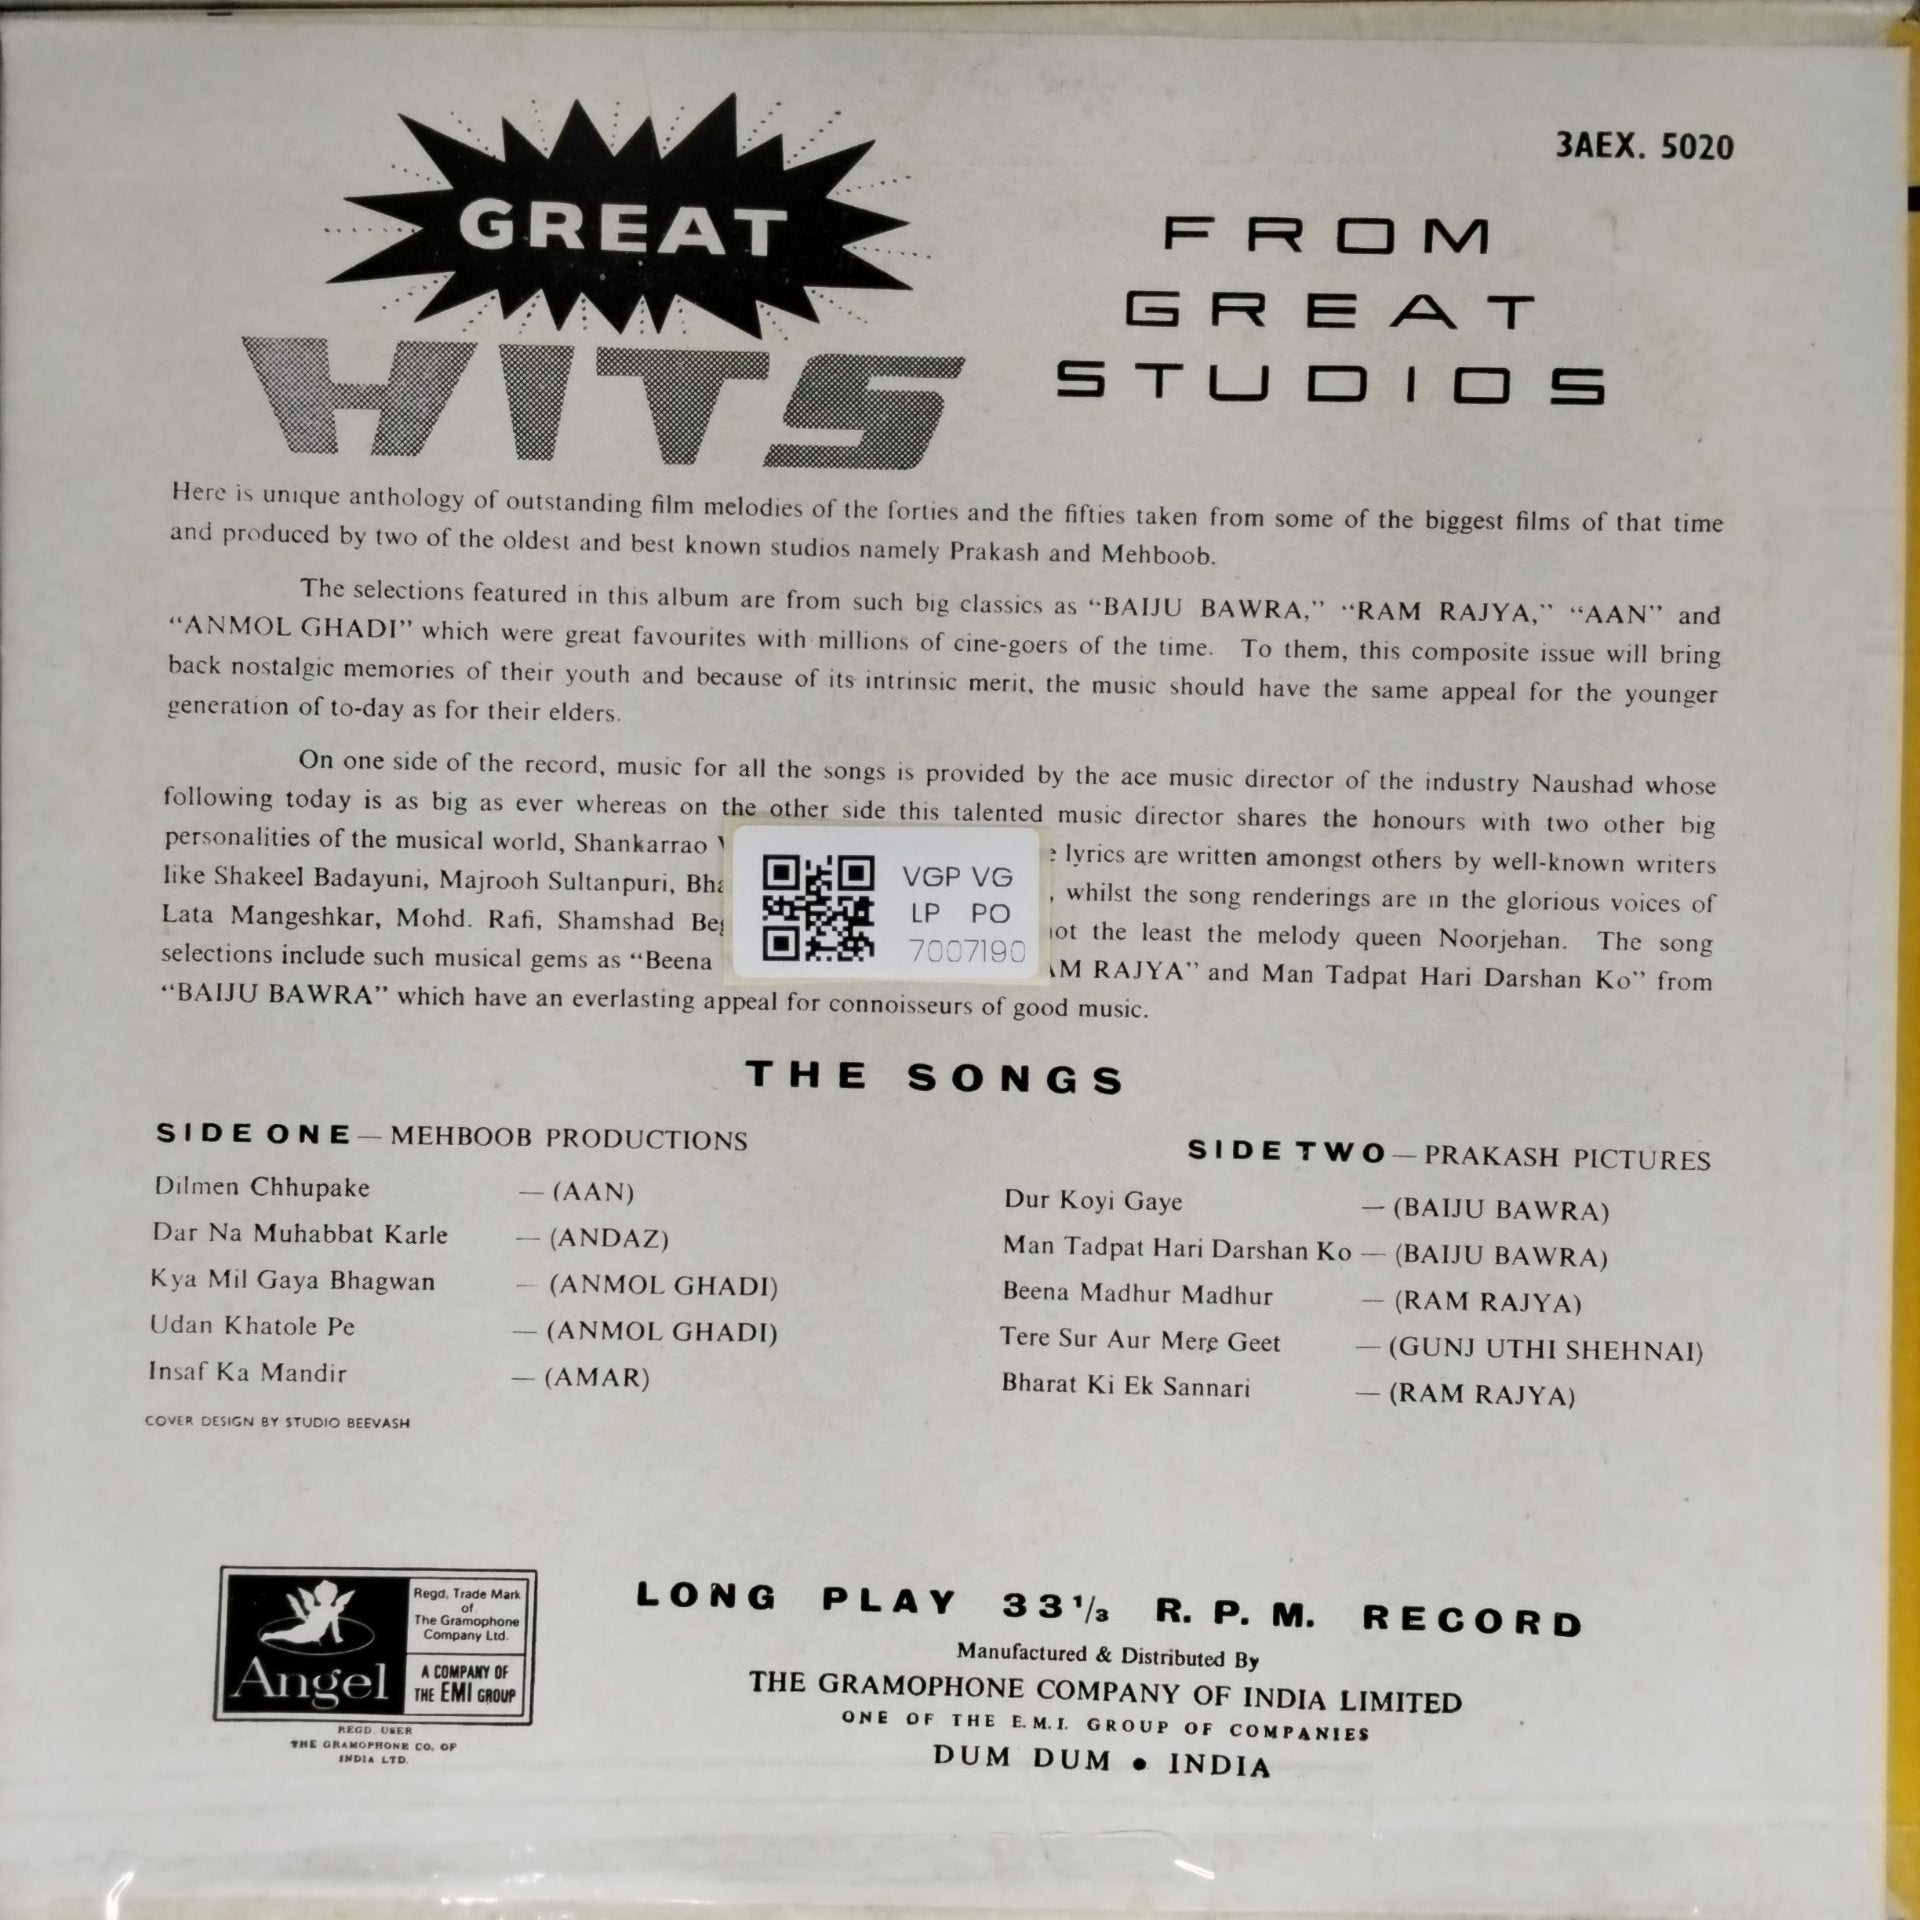 3AEX. 5020
GREAT
HITS
FROM
GREAT
STUDIOS
Here is unique anthology of outstanding film melodies of the forties and the fifties taken from some of the biggest films of that time
and produced by two of the oldest and best known studios namely Prakash and Mehboob.
The selections featured in this album are from such big classics as “BAIJU BAWRA,” “RAM RAJYA,” “AAN” and
“ANMOL GHADI” which were great favourites with millions of cine-goers of the time. To them, this composite issue will bring
back nostalgic memories of their youth and because of its intrinsic merit, the music should have the same appeal for the younger
generation of to-day as for their elders.
On one side of the record, music for all the songs is provided by the ace music director of the industry Naushad whose
following today is as big as ever whereas on the other side this talented music director shares the honours with two other big
personalities of the musical world, Shankarrao lyrics are written amongst others by well-known writers
like Shakeel Badayuni, Majrooh Sultanpuri, , whilst the song renderings are in the glorious voices of
Lata Mangeshkar, Mohd. Rafi, Shamshad the least the melody queen Noorjehan. The song
selections include such musical gems as “Beena RAJYA” and Man Tadpat Hari Darshan Ko” from
“BAIJU BAWRA” which have an everlasting appeal for connoisseurs of good music.
VGP VG
LP PO
7007190
THE SONGS
SIDE ONE — MEHBOOB PRODUCTIONS
Dilmen Chhupake — (AAN)
Dar Na Muhabbat Karle — (ANDAZ)
Kya Mil Gaya Bhagwan — (ANMOL GHADI)
Udan Khatole Pe — (ANMOL GHADI)
Insaf Ka Mandir — (AMAR)
COVER DESIGN BY STUDIO BEEVASH
SIDE TWO — PRAKASH PICTURES
Dur Koyi Gaye — (BAIJU BAWRA)
Man Tadpat Hari Darshan Ko — (BAIJU BAWRA)
Beena Madhur Madhur — (RAM RAJYA)
Tere Sur Aur Mere Geet — (GUNJ UTHI SHEHNAI)
Bharat Ki Ek Sannari — (RAM RAJYA)
Angel
Regd. Trade Mark
of
The Gramophone
Company Ltd.
A COMPANY OF
THE EMI GROUP
REGD. USER
THE GRAMOPHONE CO. OF
INDIA LTD.
LONG PLAY 33 1/3 R. P. M. RECORD
Manufactured & Distributed By
THE GRAMOPHONE COMPANY OF INDIA LIMITED
ONE OF THE E.M.I. GROUP OF COMPANIES
DUM DUM • INDIA